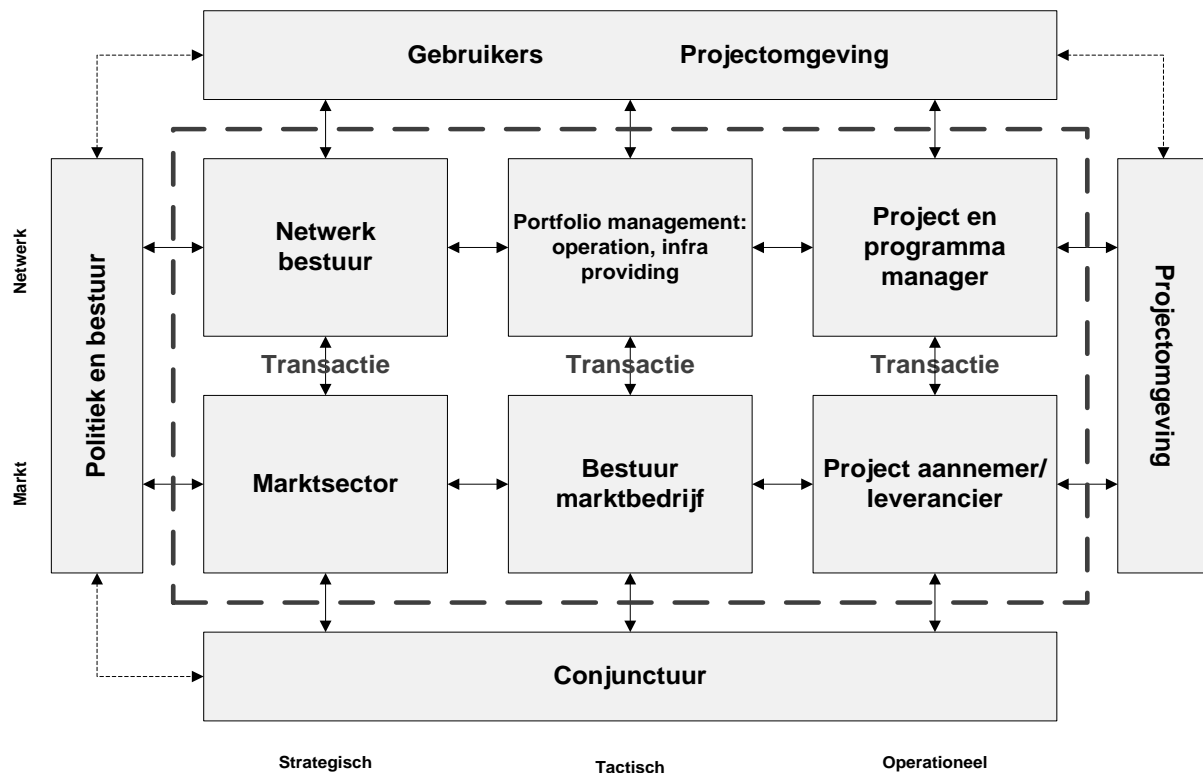 Gebruikers Projectomgeving
Netwerk
Politiek en bestuur
Netwerk
bestuur
Portfolio management:
operation, infra
providing
Project en
programma
manager
Projectomgeving
Transactie Transactie Transactie
Markt
Marktsector
Bestuur
marktbedrijf
Project aannemer/
leverancier
Conjunctuur
Strategisch Tactisch Operationeel